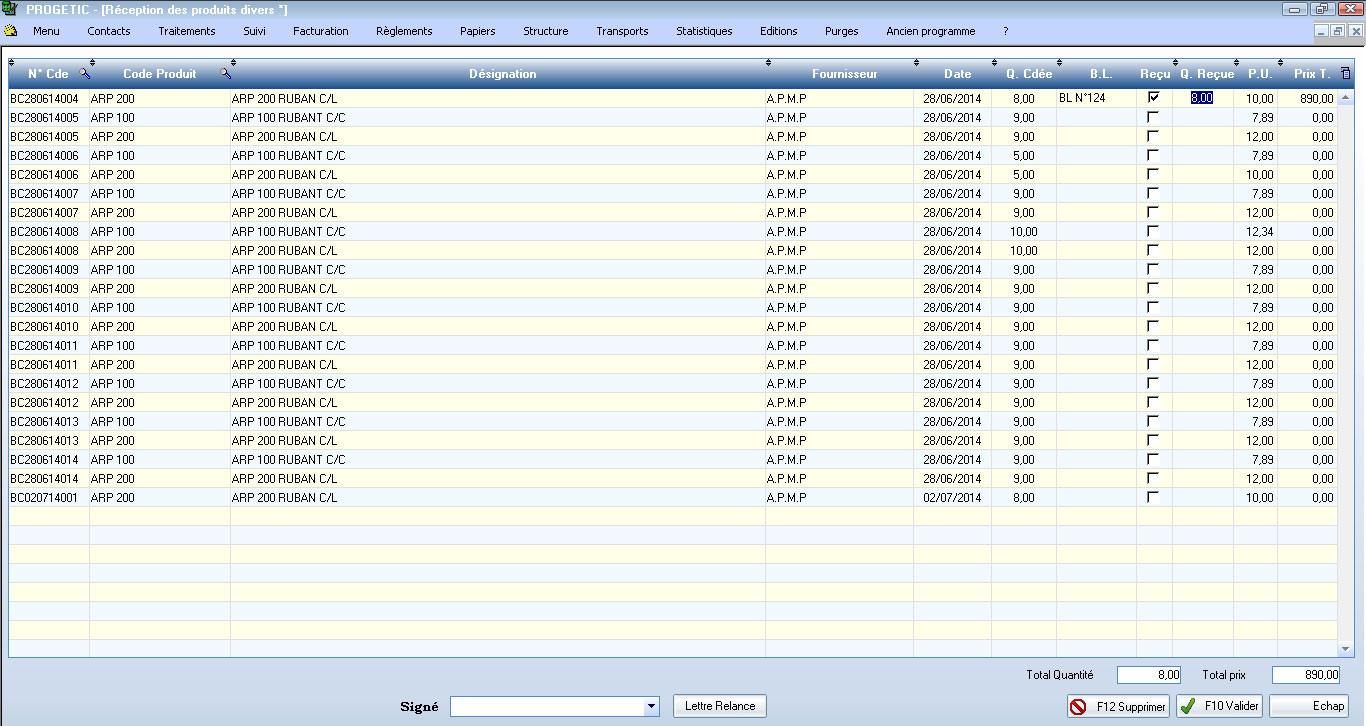 PROGETIC - [Réception des produits divers *]
Menu Contacts Traitements Suivi Facturation Règlements Papiers Structure Transport Statistiques Editions Purges Ancien programme ?
N° Cde Code Produit Désignation Fournisseur Date Q. Cdée B.L. Reçu Q. Reçue P.U. Prix T.
BC280614004 ARP 200 ARP 200 RUBAN C/L A.P.M.P 28/06/2014 8,00 BL N°124 8,00 10,00 890,00
BC280614005 ARP 100 ARP 100 RUBANT C/C A.P.M.P 28/06/2014 9,00 7,89 0,00
BC280614005 ARP 200 ARP 200 RUBAN C/L A.P.M.P 28/06/2014 9,00 12,00 0,00
BC280614006 ARP 100 ARP 100 RUBANT C/C A.P.M.P 28/06/2014 5,00 7,89 0,00
BC280614006 ARP 200 ARP 200 RUBAN C/L A.P.M.P 28/06/2014 5,00 10,00 0,00
BC280614007 ARP 100 ARP 100 RUBANT C/C A.P.M.P 28/06/2014 9,00 7,89 0,00
BC280614007 ARP 200 ARP 200 RUBAN C/L A.P.M.P 28/06/2014 9,00 12,00 0,00
BC280614008 ARP 100 ARP 100 RUBANT C/C A.P.M.P 28/06/2014 10,00 12,34 0,00
BC280614008 ARP 200 ARP 200 RUBAN C/L A.P.M.P 28/06/2014 10,00 12,00 0,00
BC280614009 ARP 100 ARP 100 RUBANT C/C A.P.M.P 28/06/2014 9,00 7,89 0,00
BC280614009 ARP 200 ARP 200 RUBAN C/L A.P.M.P 28/06/2014 9,00 12,00 0,00
BC280614010 ARP 100 ARP 100 RUBANT C/C A.P.M.P 28/06/2014 9,00 7,89 0,00
BC280614010 ARP 200 ARP 200 RUBAN C/L A.P.M.P 28/06/2014 9,00 12,00 0,00
BC280614011 ARP 100 ARP 100 RUBANT C/C A.P.M.P 28/06/2014 9,00 7,89 0,00
BC280614011 ARP 200 ARP 200 RUBAN C/L A.P.M.P 28/06/2014 9,00 12,00 0,00
BC280614012 ARP 100 ARP 100 RUBANT C/C A.P.M.P 28/06/2014 9,00 7,89 0,00
BC280614012 ARP 200 ARP 200 RUBAN C/L A.P.M.P 28/06/2014 9,00 12,00 0,00
BC280614013 ARP 100 ARP 100 RUBANT C/C A.P.M.P 28/06/2014 9,00 7,89 0,00
BC280614013 ARP 200 ARP 200 RUBAN C/L A.P.M.P 28/06/2014 9,00 12,00 0,00
BC280614014 ARP 100 ARP 100 RUBANT C/C A.P.M.P 28/06/2014 9,00 7,89 0,00
BC280614014 ARP 200 ARP 200 RUBAN C/L A.P.M.P 28/06/2014 9,00 12,00 0,00
BC020714001 ARP 200 ARP 200 RUBAN C/L A.P.M.P 02/07/2014 8,00 10,00 0,00
Total Quantité 8,00 Total prix 890,00
Signé Lettre Relance F12 Supprimer F10 Valider Echap